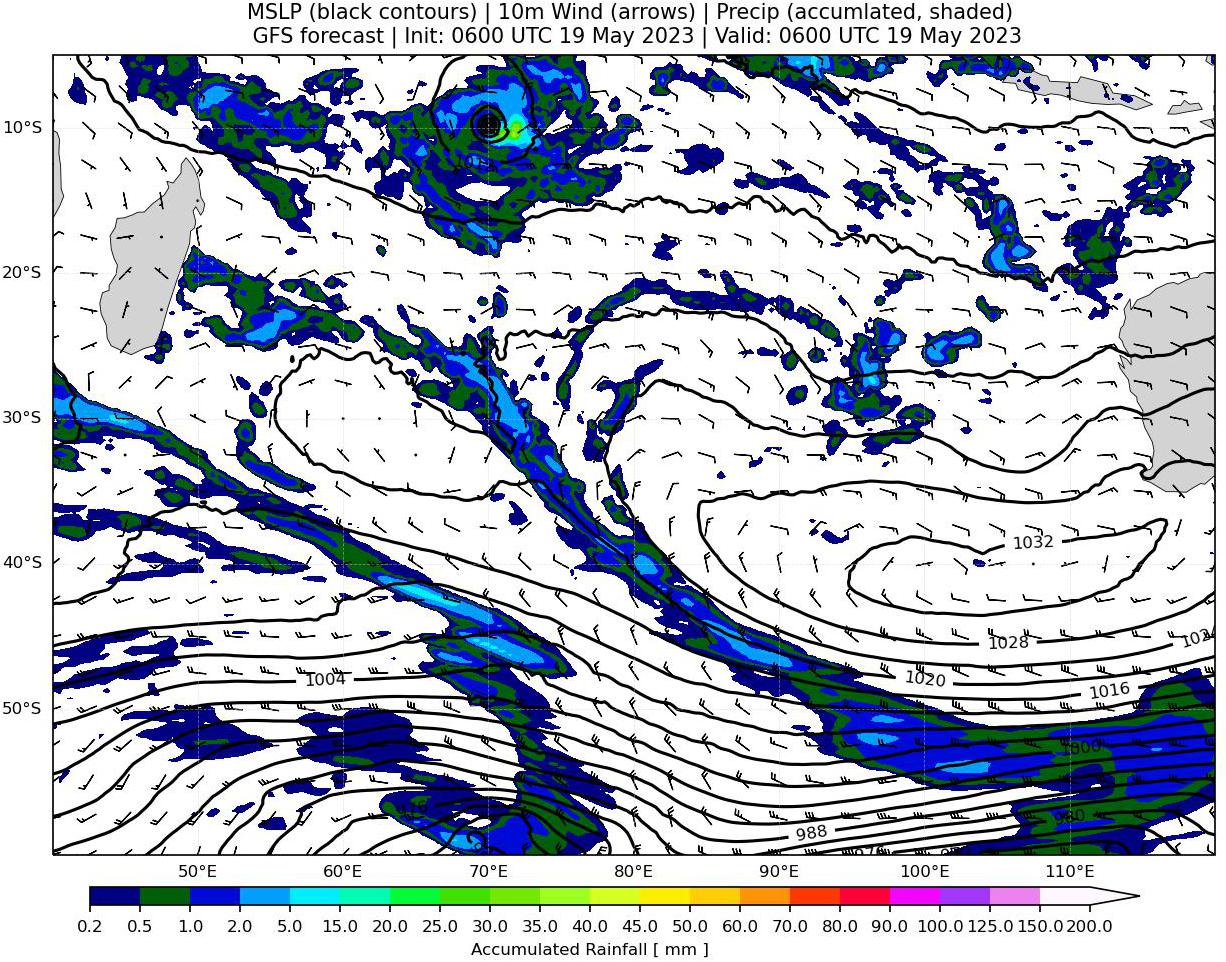 MSLP (black contours) | 10m Wind (arrows) | Precip (accumlated, shaded)
GFS forecast | Init: 0600 UTC 19 May 2023 | Valid: 0600 UTC 19 May 2023
10°S
20°S
30°S
1032
40°S
1028
1020
1004
1016
50°S
1000
980
988
50°E 60°E 70°E 80°E 90°E 100°E 110°E
0.2 0.5 1.0 2.0 5.0 10.0 15.0 20.0 25.0 30.0 35.0 40.0 45.0 50.0 60.0 70.0 80.0 90.0 100.0 125.0 150.0 200.0
Accumulated Rainfall [ mm ]